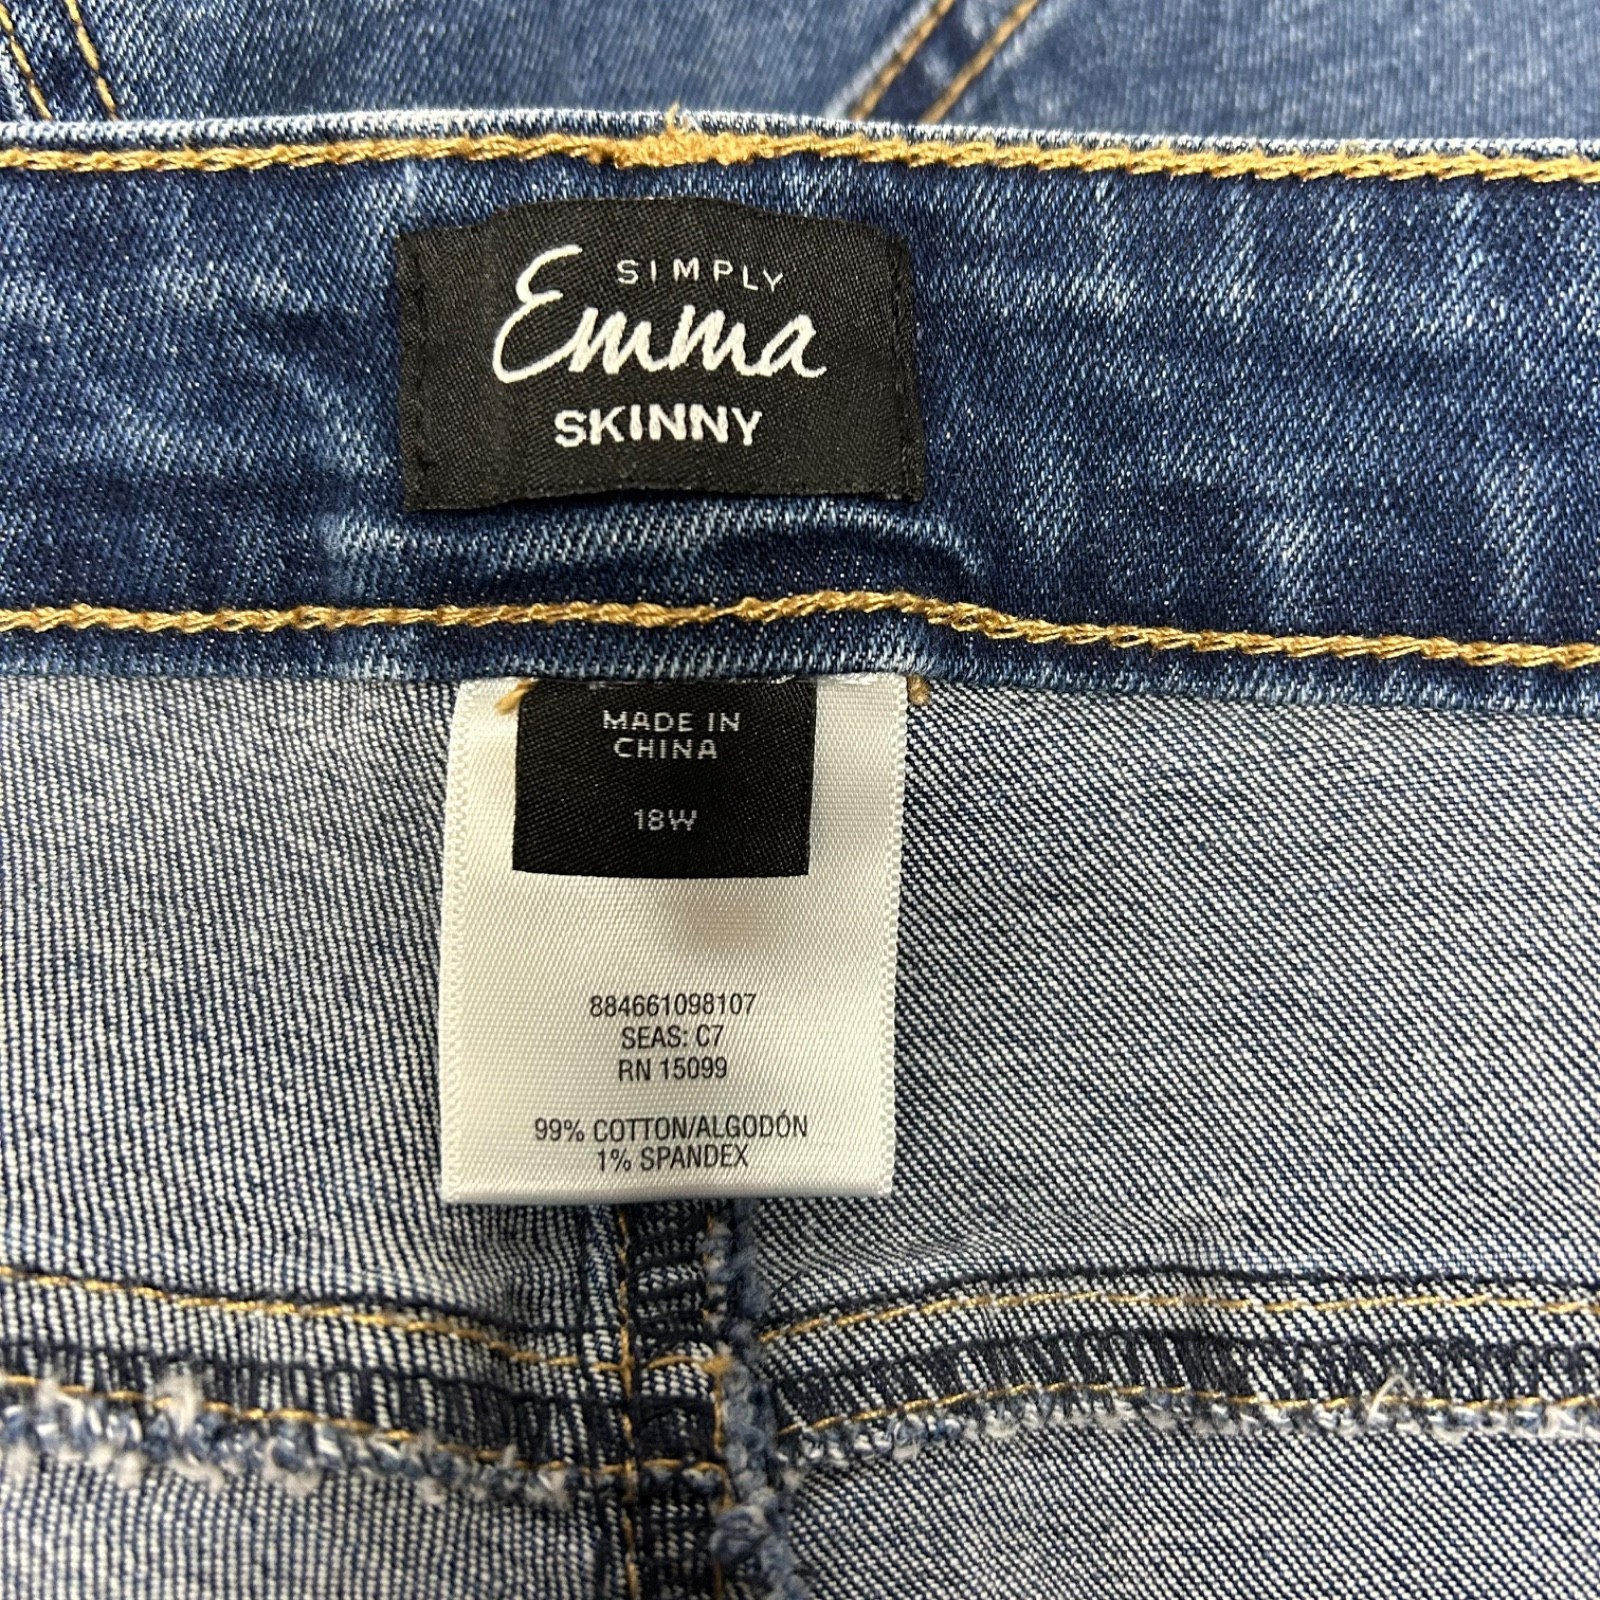 SIMPLY
Emma
SKINNY
MADE IN
CHINA
18W
884661098107
SEAS: C7
RN 15099
99% COTTON/ALGODÓN
1% SPANDEX